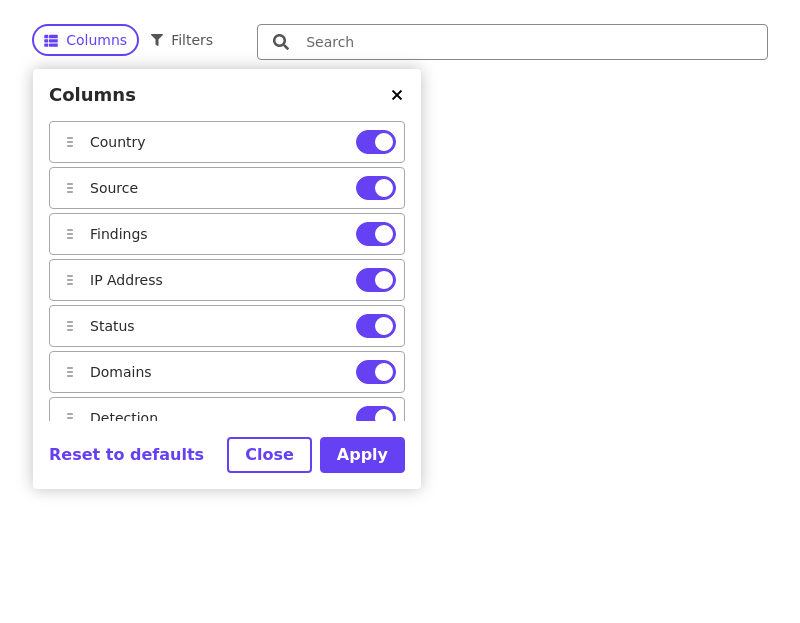 Columns Filters Search
Columns
Country
Source
Findings
IP Address
Status
Domains
Detection
Reset to defaults Close Apply